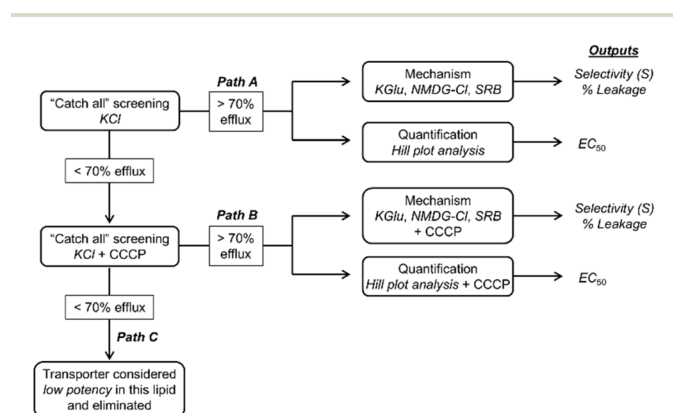 Outputs
Path A
"Catch all" screening
KCl
> 70%
efflux
Mechanism
KGlu, NMDG-Cl, SRB
Selectivity (S)
% Leakage
Quantification
Hill plot analysis
EC50
< 70% efflux
Path B
"Catch all" screening
KCl + CCCP
> 70%
efflux
Mechanism
KGlu, NMDG-Cl, SRB
+ CCCP
Selectivity (S)
% Leakage
Quantification
Hill plot analysis + CCCP
EC50
< 70% efflux
Path C
Transporter considered
low potency in this lipid
and eliminated